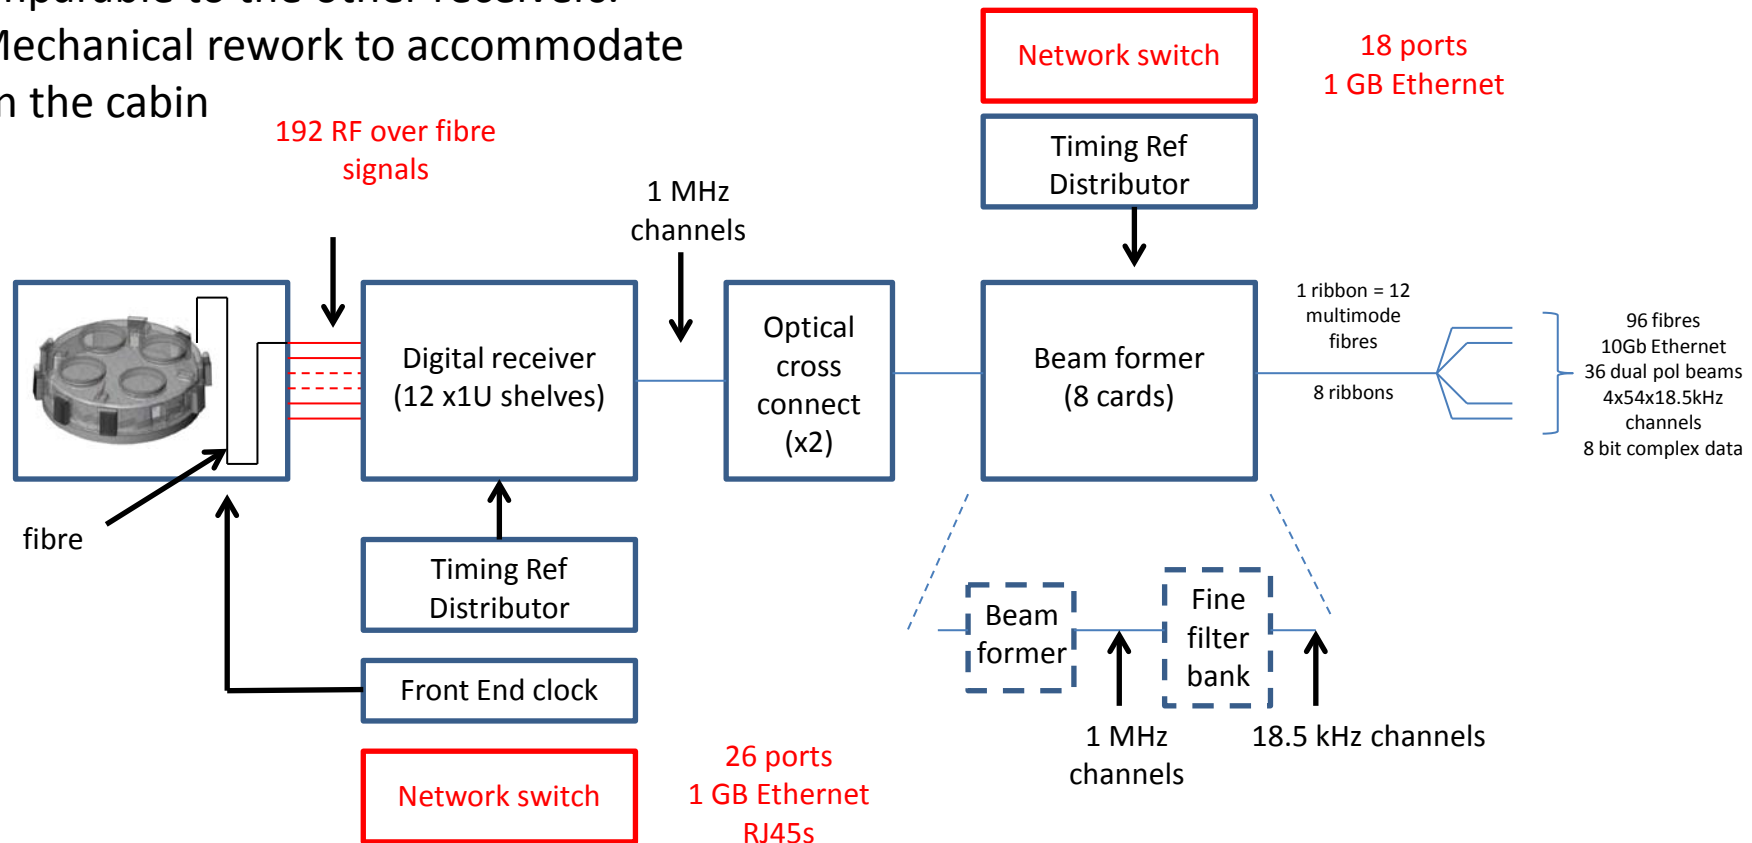 Mechanical rework to accommodate
the cabin
192 RF over fibre
signals
1 MHz
channels
Network switch
18 ports
1 GB Ethernet
Timing Ref
Distributor
Digital receiver
(12 x1U shelves)
Optical
cross
connect
(x2)
Beam former
(8 cards)
1 ribbon = 12
multimode
fibres
8 ribbons
96 fibres
10Gb Ethernet
36 dual pol beams
4x54x18.5kHz
channels
8 bit complex data
fibre
Timing Ref
Distributor
Front End clock
Network switch
26 ports
1 GB Ethernet
RJ45s
Beam
former
Fine
filter
bank
1 MHz
channels
18.5 kHz channels